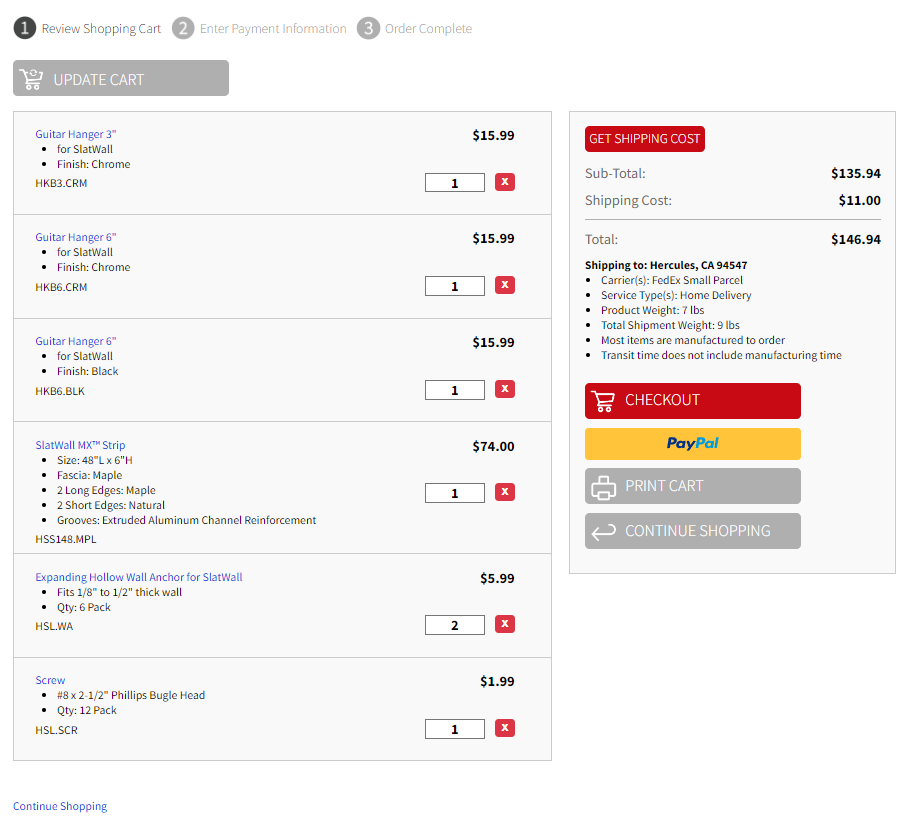 1 Review Shopping Cart 2 Enter Payment Information 3 Order Complete
UPDATE CART
Guitar Hanger 3" $15.99
for SlatWall
Finish: Chrome
HKB3.CRM 1 X
Guitar Hanger 6" $15.99
for SlatWall
Finish: Chrome
HKB6.CRM 1 X
Guitar Hanger 6" $15.99
for SlatWall
Finish: Black
HKB6.BLK 1 X
SlatWall MX™ Strip $74.00
Size: 48"L x 6"H
Fascia: Maple
2 Long Edges: Maple
1 X
2 Short Edges: Natural
Grooves: Extruded Aluminum Channel Reinforcement
HSS148.MPL
Expanding Hollow Wall Anchor for SlatWall $5.99
Fits 1/8" to 1/2" thick wall
Qty: 6 Pack
HSL.WA 2 X
Screw $1.99
#8 x 2-1/2" Phillips Bugle Head
Qty: 12 Pack
HSL.SCR 1 X
GET SHIPPING COST
Sub-Total: $135.94
Shipping Cost: $11.00
Total: $146.94
Shipping to: Hercules, CA 94547
Carrier(s): FedEx Small Parcel
Service Type(s): Home Delivery
Product Weight: 7 lbs
Total Shipment Weight: 9 lbs
Most items are manufactured to order
Transit time does not include manufacturing time
CHECKOUT
PayPal
PRINT CART
CONTINUE SHOPPING
Continue Shopping